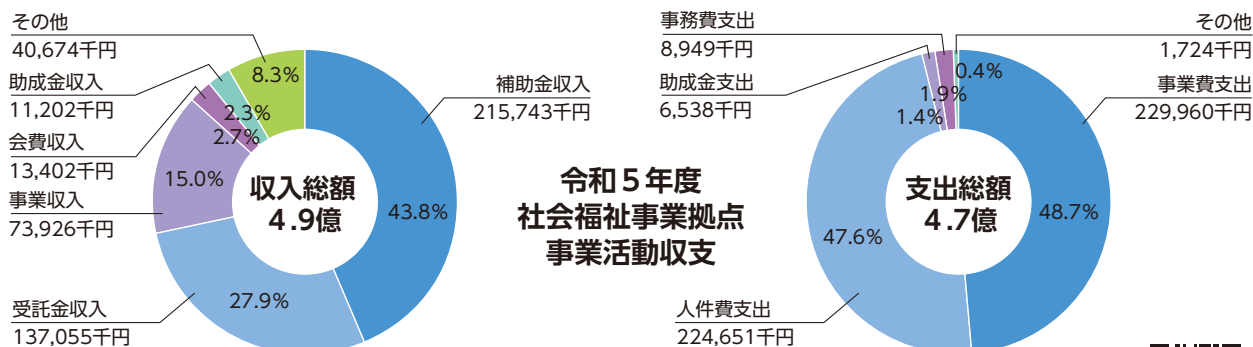 その他
40,674千円
助成金収入
11,202千円
会費収入
13,402千円
事業収入
73,926千円
受託金収入
137,055千円
8.3%
2.3%
2.7%
15.0%
27.9%
43.8%
収入総額
4.9億
補助金収入
215,743千円
令和5年度
社会福祉事業拠点
事業活動収支
事務費支出
8,949千円
助成金支出
6,538千円
人件費支出
224,651千円
0.4%
1.9%
1.4%
47.6%
48.7%
支出総額
4.7億
その他
1,724千円
事業費支出
229,960千円